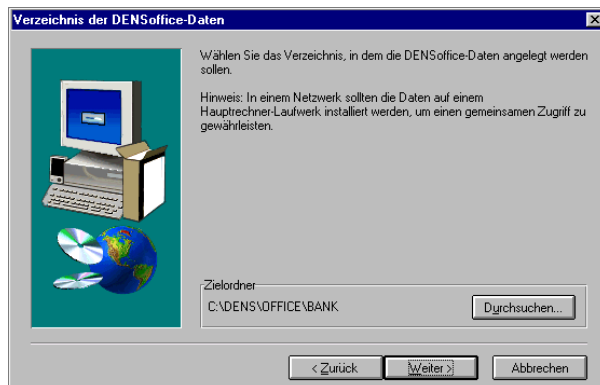 Verzeichnis der DENSoffice-Daten
Wählen Sie das Verzeichnis, in dem die DENSoffice-Daten angelegt werden
sollen.
Hinweis: In einem Netzwerk sollten die Daten auf einem
Hauptrechner-Laufwerk installiert werden, um einen gemeinsamen Zugriff zu
gewährleisten.
Zielordner
C:\DENS\OFFICE\BANK
Durchsuchen...
< Zurück
Weiter >
Abbrechen